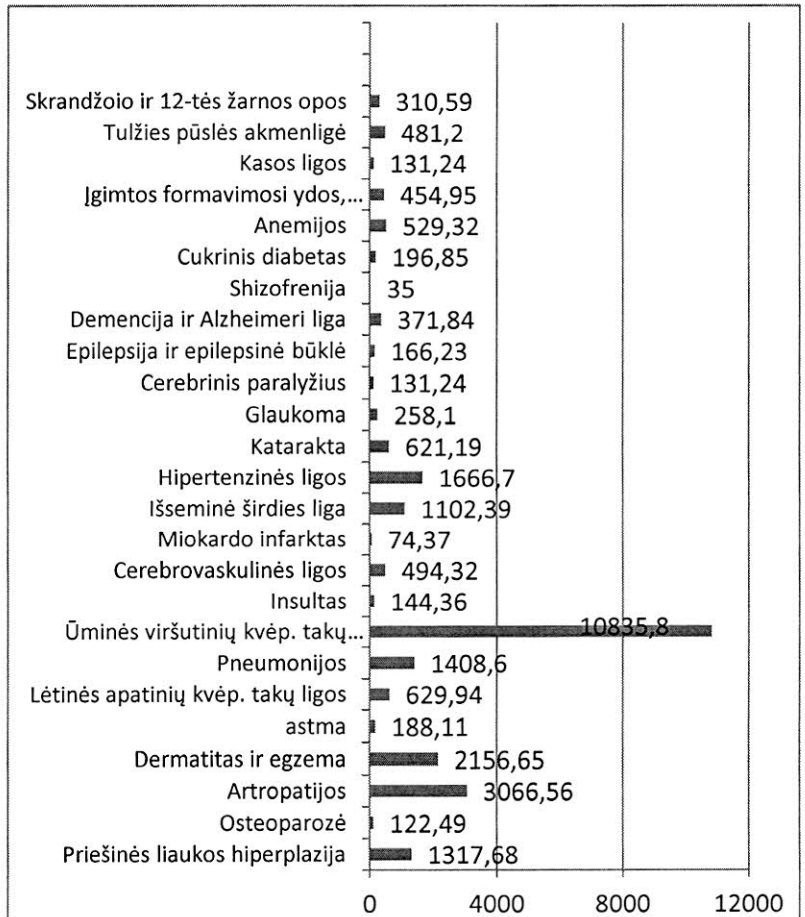 Skrandžoio ir 12-tės žarnos opos 310,59
Tulžies pūslės akmenligė 481,2
Kasos ligos 131,24
Įgimtos formavimosi ydos,... 454,95
Anemijos 529,32
Cukrinis diabetas 196,85
Shizofrenija 35
Demencija ir Alzheimeri liga 371,84
Epilepsija ir epilepsinė būklė 166,23
Cerebrinis paralyžius 131,24
Glaukoma 258,1
Katarakta 621,19
Hipertenzinės ligos 1666,7
Išseminė širdies liga 1102,39
Miokardo infarktas 74,37
Cerebrovaskulinės ligos 494,32
Insultas 144,36
Ūminės viršutinių kvėp. takų... 10835,8
Pneumonijos 1408,6
Lėtinės apatinių kvėp. takų ligos 629,94
astma 188,11
Dermatitas ir egzema 2156,65
Artropatijos 3066,56
Osteoparozė 122,49
Priešinės liaukos hiperplazija 1317,68
0 4000 8000 12000